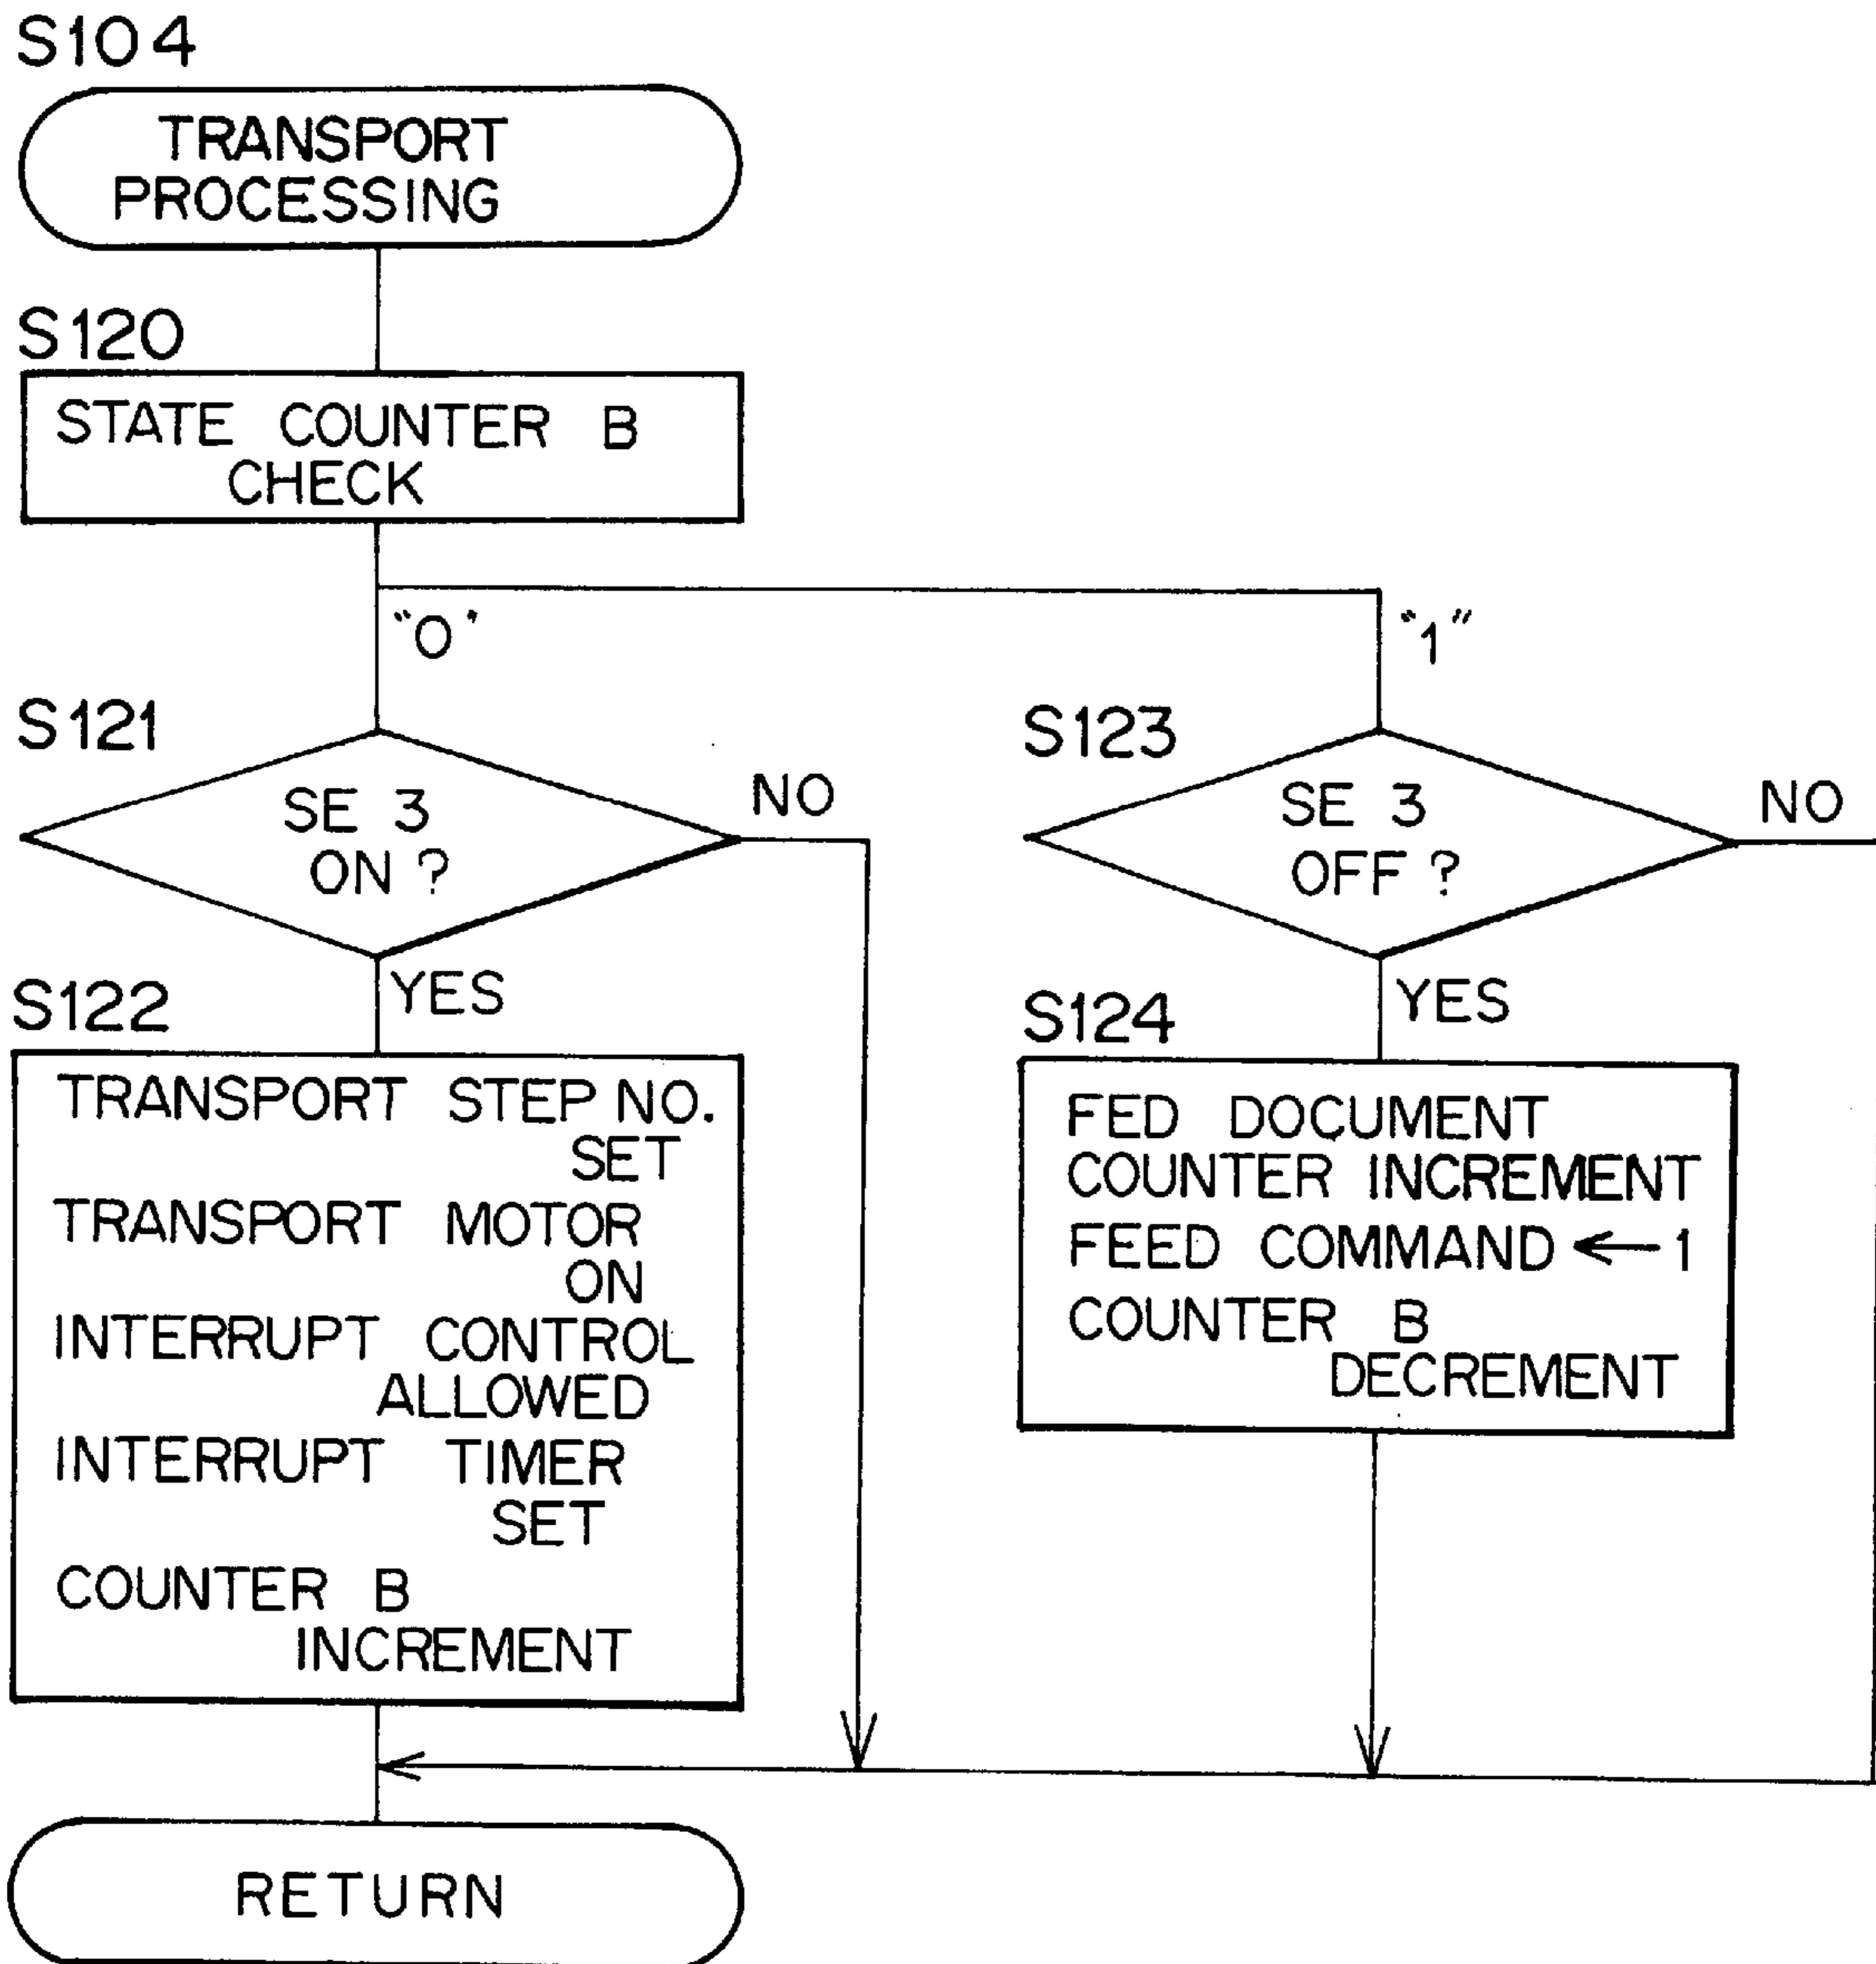 S104
TRANSPORT
PROCESSING
S120
STATE COUNTER B
CHECK
"0"
"1"
S121
SE 3
ON ?
NO
YES
S123
SE 3
OFF ?
NO
YES
S122
TRANSPORT STEP NO.
SET
TRANSPORT MOTOR
ON
INTERRUPT CONTROL
ALLOWED
INTERRUPT TIMER
SET
COUNTER B
INCREMENT
S124
FED DOCUMENT
COUNTER INCREMENT
FEED COMMAND ← 1
COUNTER B
DECREMENT
RETURN